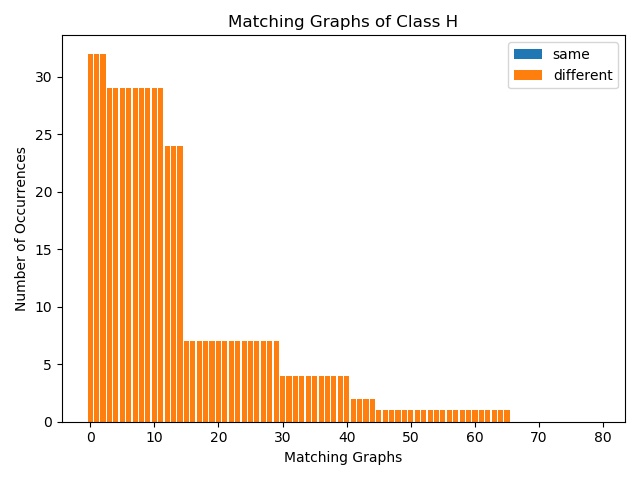 Matching Graphs of Class H
same
different
Number of Occurrences
30
25
20
15
10
5
0
0 10 20 30 40 50 60 70 80
Matching Graphs